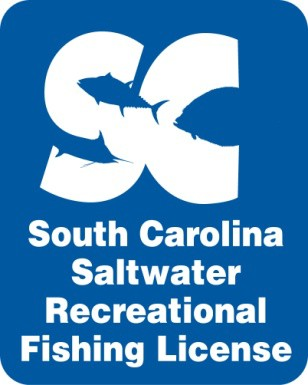 SC
South Carolina
Saltwater
Recreational
Fishing License